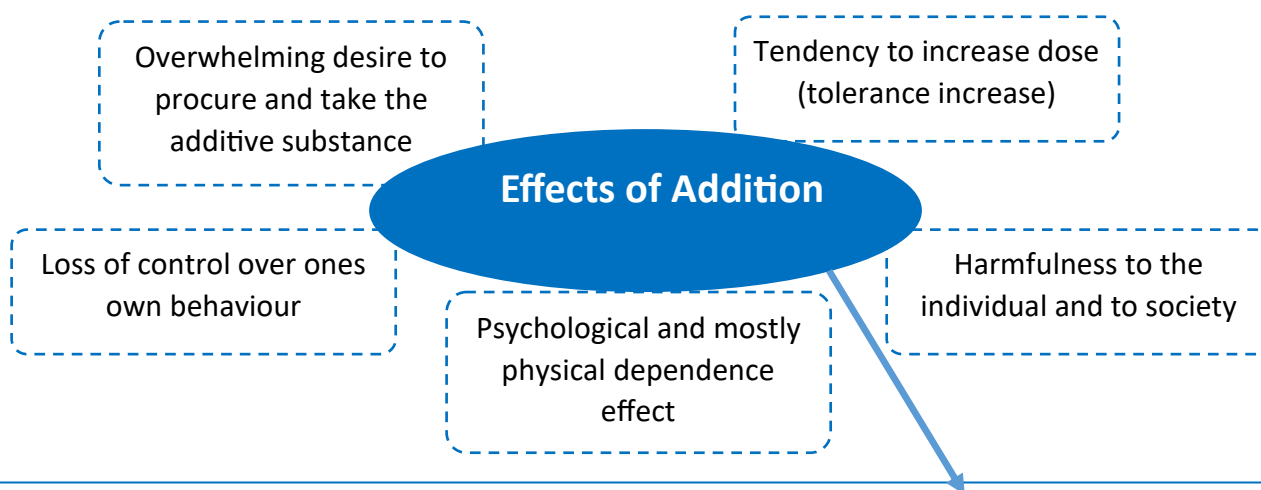 Overwhelming desire to
procure and take the
additive substance
Tendency to increase dose
(tolerance increase)
Effects of Addition
Loss of control over ones
own behaviour
Psychological and mostly
physical dependence
effect
Harmfulness to the
individual and to society